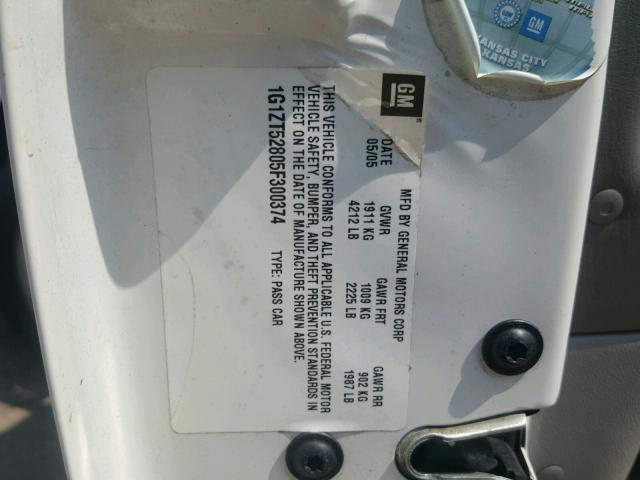 GM
MFD BY GENERAL MOTORS CORP
DATE GVWR GAWR FRT GAWR RR
05/05 1911 KG 1009 KG 902 KG
4212 LB 2225 LB 1987 LB
THIS VEHICLE CONFORMS TO ALL APPLICABLE U.S. FEDERAL MOTOR
VEHICLE SAFETY, BUMPER, AND THEFT PREVENTION STANDARDS IN
EFFECT ON THE DATE OF MANUFACTURE SHOWN ABOVE.
1G1ZT52805F300374 TYPE: PASS CAR
GM
KANSAS CITY
KANSAS